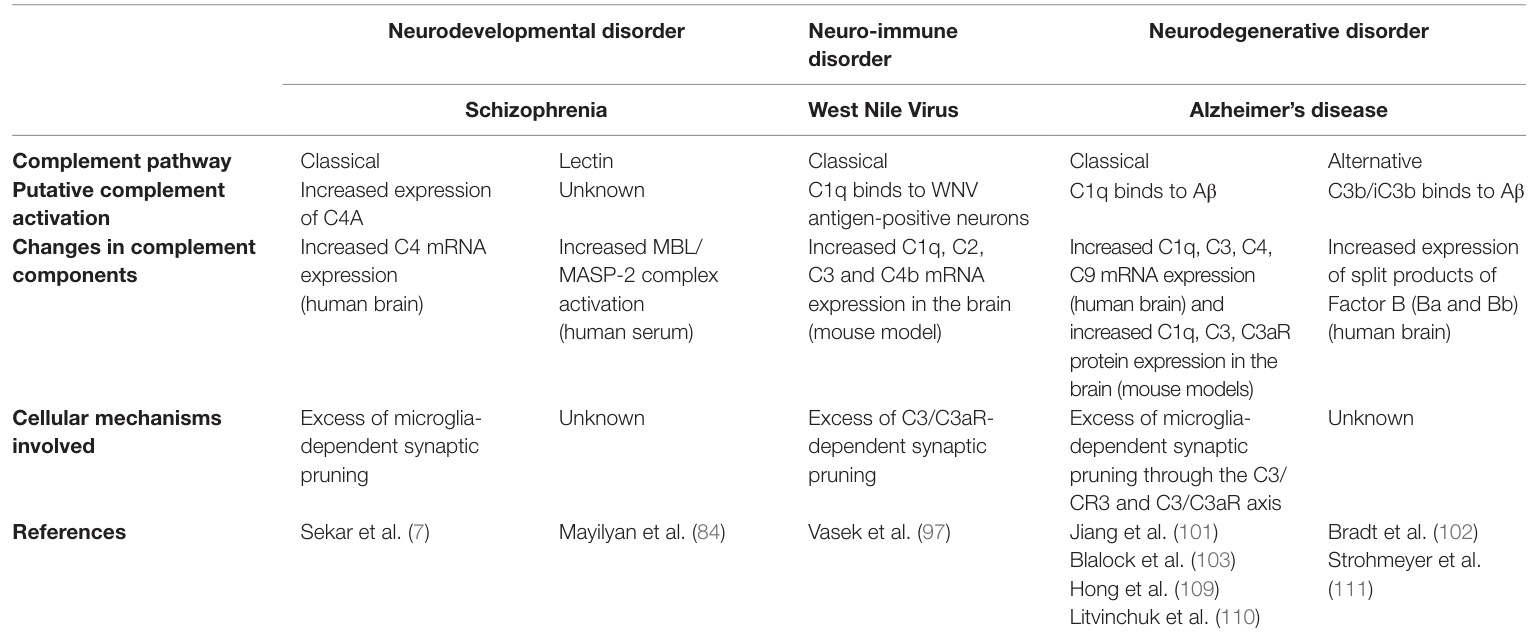 Neurodevelopmental disorder
Neuro-immune
disorder
Neurodegenerative disorder
Schizophrenia
West Nile Virus
Alzheimer’s disease
Complement pathway
Classical
Lectin
Classical
Classical
Alternative
Putative complement
activation
Increased expression
of C4A
Unknown
C1q binds to WNV
antigen-positive neurons
C1q binds to Aβ
C3b/iC3b binds to Aβ
Changes in complement
components
Increased C4 mRNA
expression
(human brain)
Increased MBL/
MASP-2 complex
activation
(human serum)
Increased C1q, C2,
C3 and C4b mRNA
expression in the brain
(mouse model)
Increased C1q, C3, C4,
C9 mRNA expression
(human brain) and
increased C1q, C3, C3aR
protein expression in the
brain (mouse models)
Increased expression
of split products of
Factor B (Ba and Bb)
(human brain)
Cellular mechanisms
involved
Excess of microglia-
dependent synaptic
pruning
Unknown
Excess of C3/C3aR-
dependent synaptic
pruning
Excess of microglia-
dependent synaptic
pruning through the C3/
CR3 and C3/C3aR axis
Unknown
References
Sekar et al. (7)
Mayilyan et al. (84)
Vasek et al. (97)
Jiang et al. (101)
Blalock et al. (103)
Hong et al. (109)
Litvinchuk et al. (110)
Bradt et al. (102)
Strohmeyer et al.
(111)